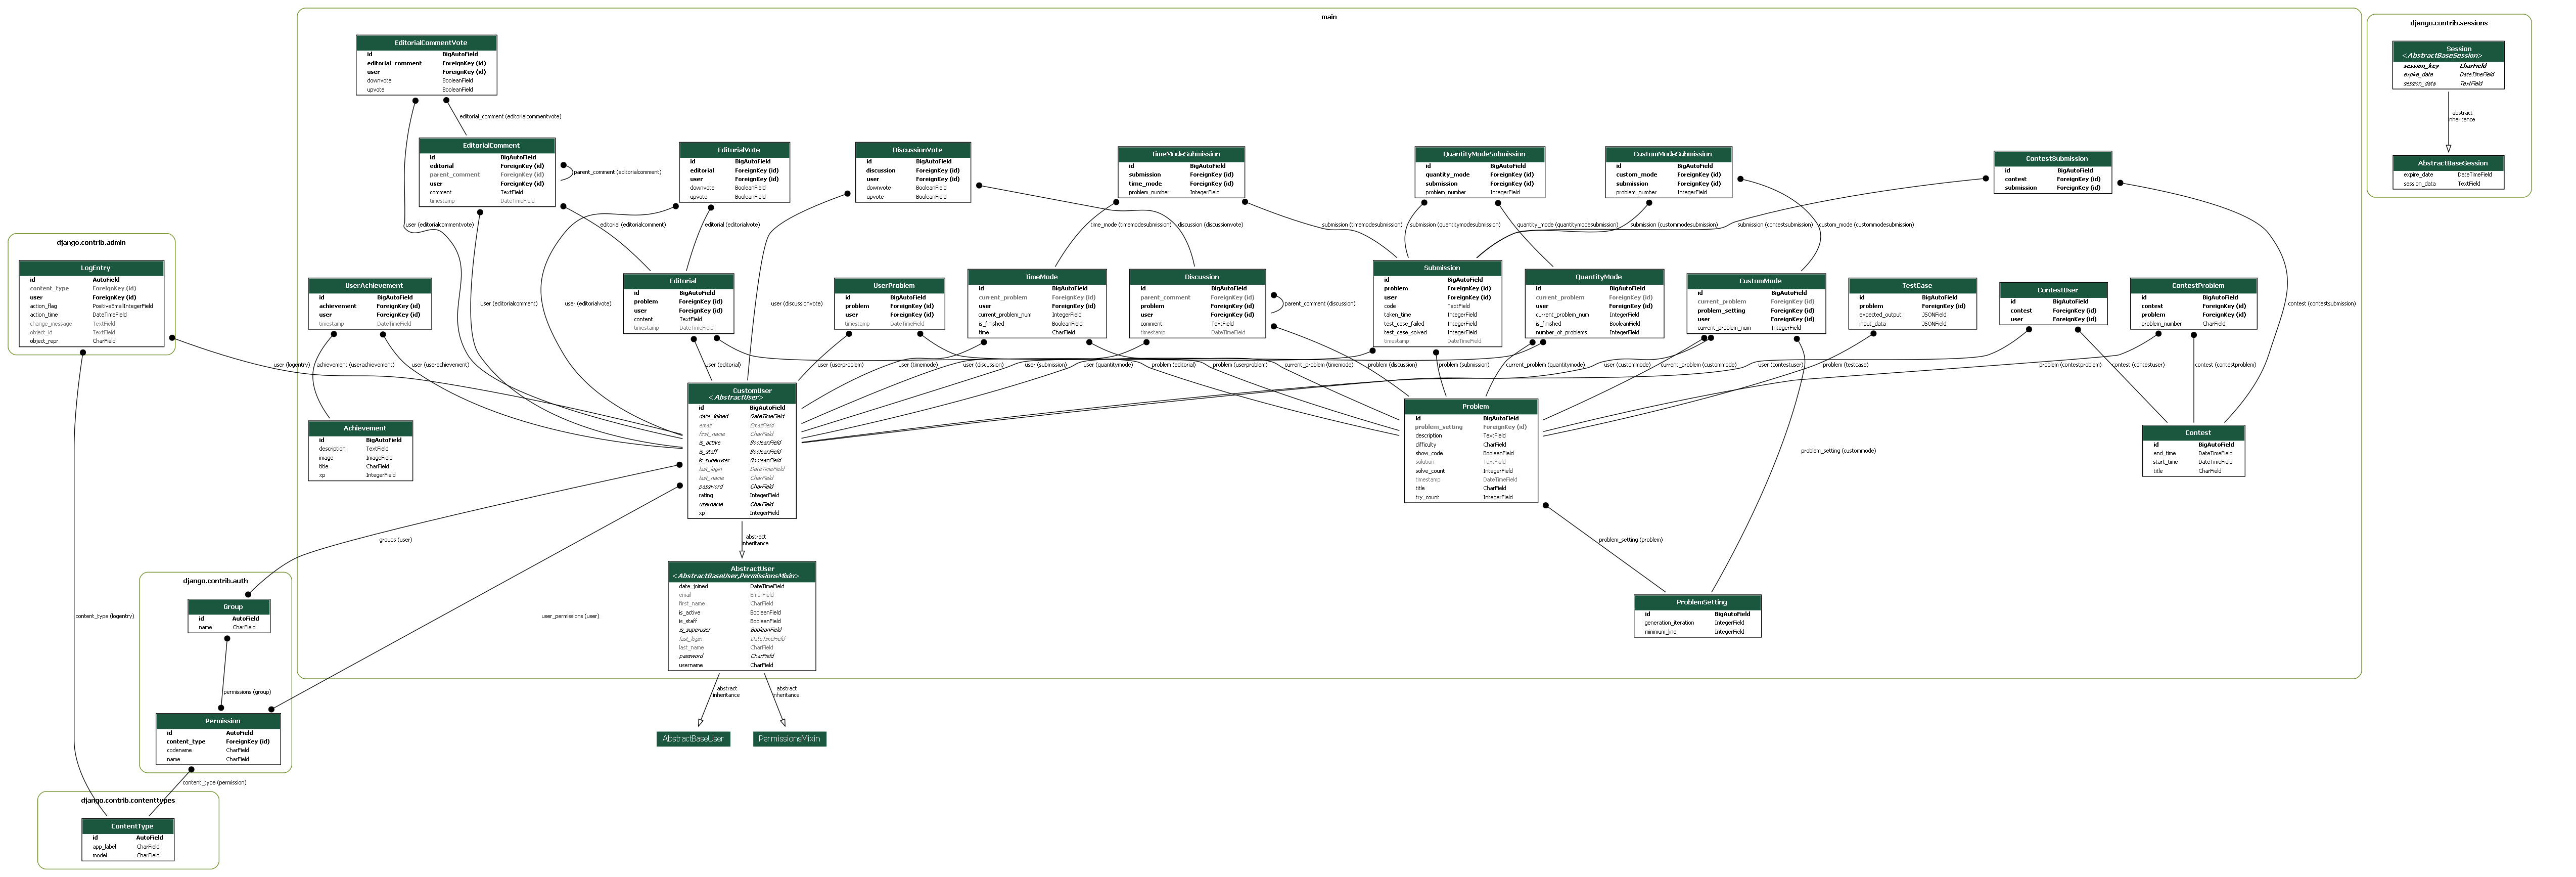 main
django.contrib.sessions
EditorialCommentVote
id BigAutoField
editorial_comment ForeignKey (id)
user ForeignKey (id)
downvote BooleanField
upvote BooleanField
Session
<AbstractBaseSession>
session_key CharField
expire_date DateTimeField
session_data TextField
editorial_comment (editorialcommentvote)
abstract
inheritance
EditorialComment
id BigAutoField
editorial ForeignKey (id)
parent_comment ForeignKey (id)
user ForeignKey (id)
comment TextField
timestamp DateTimeField
parent_comment (editorialcomment)
EditorialVote
id BigAutoField
editorial ForeignKey (id)
user ForeignKey (id)
downvote BooleanField
upvote BooleanField
DiscussionVote
id BigAutoField
discussion ForeignKey (id)
user ForeignKey (id)
downvote BooleanField
upvote BooleanField
TimeModeSubmission
id BigAutoField
submission ForeignKey (id)
time_mode ForeignKey (id)
problem_number IntegerField
QuantityModeSubmission
id BigAutoField
quantity_mode ForeignKey (id)
submission ForeignKey (id)
problem_number IntegerField
CustomModeSubmission
id BigAutoField
custom_mode ForeignKey (id)
submission ForeignKey (id)
problem_number IntegerField
ContestSubmission
id BigAutoField
contest ForeignKey (id)
submission ForeignKey (id)
AbstractBaseSession
expire_date DateTimeField
session_data TextField
user (editorialcommentvote)
editorial (editorialcomment)
editorial (editorialvote)
time_mode (timemodesubmission)
discussion (discussionvote)
submission (timemodesubmission)
submission (quantitymodesubmission)
quantity_mode (quantitymodesubmission)
submission (custommodesubmission)
submission (contestsubmission)
custom_mode (custommodesubmission)
django.contrib.admin
LogEntry
id AutoField
content_type ForeignKey (id)
user ForeignKey (id)
action_flag PositiveSmallIntegerField
action_time DateTimeField
change_message TextField
object_id TextField
object_repr CharField
UserAchievement
id BigAutoField
achievement ForeignKey (id)
user ForeignKey (id)
timestamp DateTimeField
user (editorialcomment)
user (editorialvote)
Editorial
id BigAutoField
problem ForeignKey (id)
user ForeignKey (id)
content TextField
timestamp DateTimeField
user (discussionvote)
UserProblem
id BigAutoField
problem ForeignKey (id)
user ForeignKey (id)
timestamp DateTimeField
TimeMode
id BigAutoField
current_problem ForeignKey (id)
user ForeignKey (id)
current_problem_num IntegerField
is_finished BooleanField
time CharField
Discussion
id BigAutoField
parent_comment ForeignKey (id)
problem ForeignKey (id)
user ForeignKey (id)
comment TextField
timestamp DateTimeField
parent_comment (discussion)
Submission
id BigAutoField
problem ForeignKey (id)
user ForeignKey (id)
code TextField
taken_time IntegerField
test_case_failed IntegerField
test_case_solved IntegerField
timestamp DateTimeField
QuantityMode
id BigAutoField
current_problem ForeignKey (id)
user ForeignKey (id)
current_problem_num IntegerField
is_finished BooleanField
number_of_problems IntegerField
CustomMode
id BigAutoField
current_problem ForeignKey (id)
problem_setting ForeignKey (id)
user ForeignKey (id)
current_problem_num IntegerField
TestCase
id BigAutoField
problem ForeignKey (id)
expected_output JSONField
input_data JSONField
ContestUser
id BigAutoField
contest ForeignKey (id)
user ForeignKey (id)
ContestProblem
id BigAutoField
contest ForeignKey (id)
problem ForeignKey (id)
problem_number CharField
contest (contestsubmission)
user (logentry)
achievement (userachievement)
user (userachievement)
user (editorial)
user (userproblem)
user (timemode)
user (discussion)
user (submission)
user (quantitymode)
problem (editorial)
problem (userproblem)
current_problem (timemode)
problem (discussion)
problem (submission)
current_problem (quantitymode)
user (custommode)
current_problem (custommode)
user (contestuser)
problem (testcase)
problem (contestproblem)
contest (contestuser)
contest (contestproblem)
Achievement
id BigAutoField
description TextField
image ImageField
title CharField
xp IntegerField
CustomUser
<AbstractUser>
id BigAutoField
date_joined DateTimeField
email EmailField
first_name CharField
is_active BooleanField
is_staff BooleanField
is_superuser BooleanField
last_login DateTimeField
last_name CharField
password CharField
rating IntegerField
username CharField
xp IntegerField
Problem
id BigAutoField
problem_setting ForeignKey (id)
description TextField
difficulty CharField
show_code BooleanField
solution TextField
solve_count IntegerField
timestamp DateTimeField
title CharField
try_count IntegerField
problem_setting (custommode)
Contest
id BigAutoField
end_time DateTimeField
start_time DateTimeField
title CharField
groups (user)
abstract
inheritance
problem_setting (problem)
django.contrib.auth
Group
id AutoField
name CharField
content_type (logentry)
user_permissions (user)
AbstractUser
<AbstractBaseUser,PermissionsMixin>
date_joined DateTimeField
email EmailField
first_name CharField
is_active BooleanField
is_staff BooleanField
is_superuser BooleanField
last_login DateTimeField
last_name CharField
password CharField
username CharField
ProblemSetting
id BigAutoField
generation_iteration IntegerField
minimum_line IntegerField
permissions (group)
abstract
inheritance
abstract
inheritance
Permission
id AutoField
content_type ForeignKey (id)
codename CharField
name CharField
AbstractBaseUser
PermissionsMixin
content_type (permission)
django.contrib.contenttypes
ContentType
id AutoField
app_label CharField
model CharField